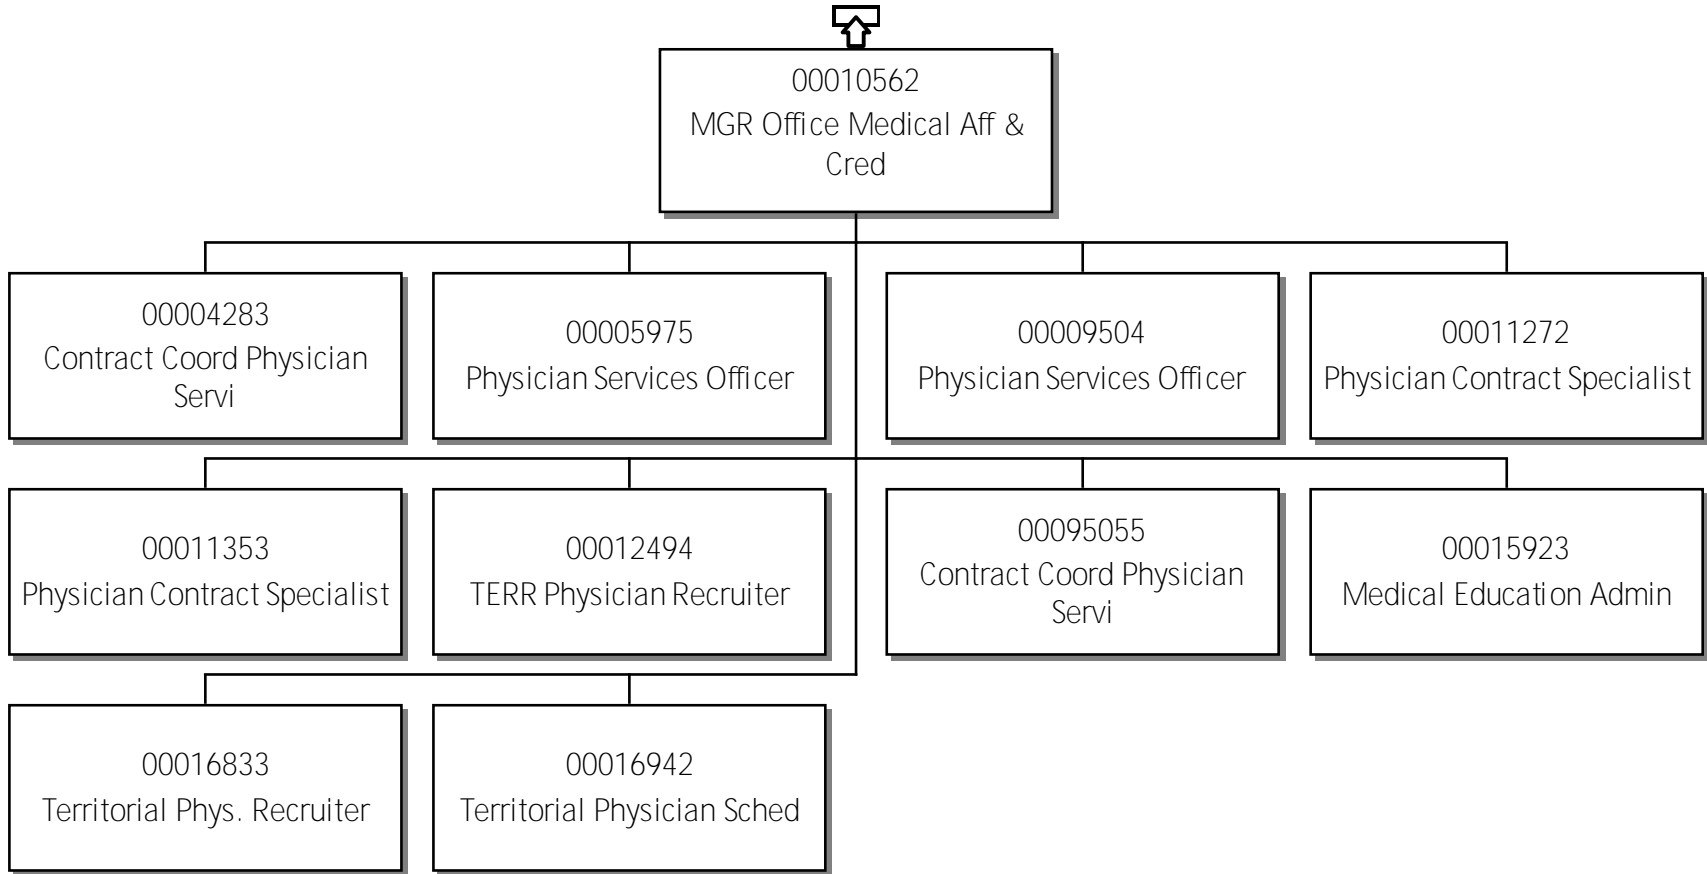 00010562
MGR Office Medical Aff &
Cred
00004283
Contract Coord Physician
Servi
00005975
Physician Services Officer
00009504
Physician Services Officer
00011272
Physician Contract Specialist
00011353
Physician Contract Specialist
00012494
TERR Physician Recruiter
00095055
Contract Coord Physician
Servi
00015923
Medical Education Admin
00016833
Territorial Phys. Recruiter
00016942
Territorial Physician Sched